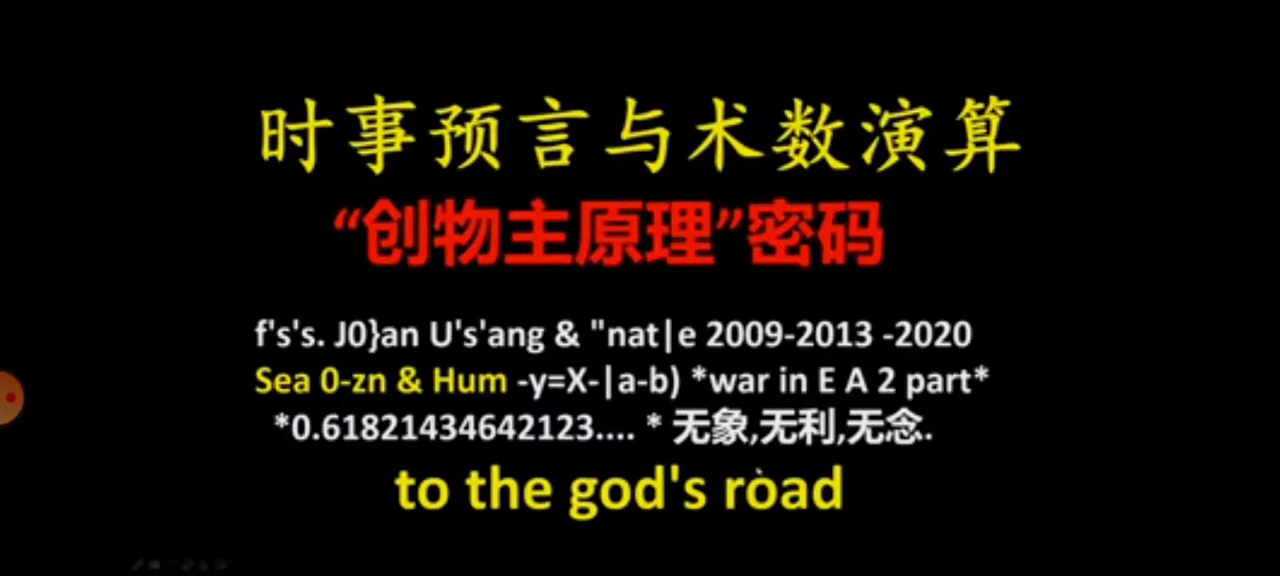 时事预言与术数演算
“创物主原理”密码
f's's. J0}an U's'ang & "nat|e 2009-2013 -2020
Sea 0-zn & Hum -y=X-|a-b) *war in E A 2 part*
*0.61821434642123.... * 无象,无利,无念.
to the god's road